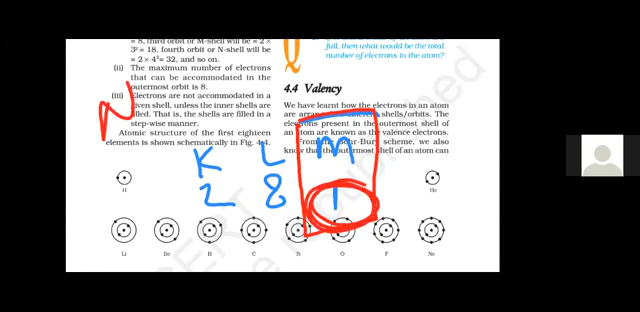 = 8, third orbit or M-shell will be = 2 ×
3² = 18, fourth orbit or N-shell will be
= 2 × 4² = 32, and so on.
(ii) The maximum number of electrons
that can be accommodated in the
outermost orbit is 8.
(iii) Electrons are not accommodated in a
given shell, unless the inner shells are
filled. That is, the shells are filled in a
step-wise manner.
Atomic structure of the first eighteen
elements is shown schematically in Fig. 4.4.
full, then what would be the total
number of electrons in the atom?
Q
4.4 Valency
We have learnt how the electrons in an atom
are arranged shells/orbits. The
electrons present in the outermost shell of
an atom are known as the valence electrons.
From the Bohr-Bury scheme, we also
know that the outermost shell of an atom can
N
K L M
2 8 1
H He
Li Be B C N O F Ne